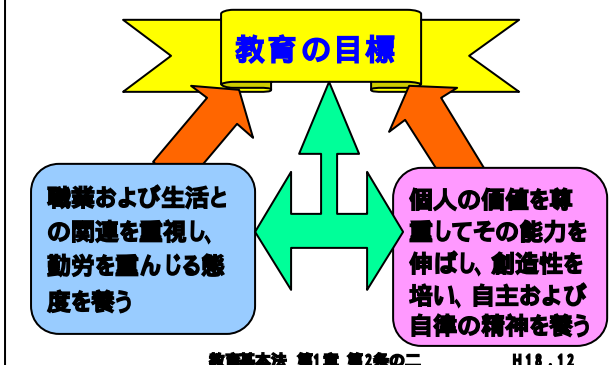 教育の目標
職業および生活と
の関連を重視し、
勤労を重んじる態
度を養う
個人の価値を尊
重してその能力を
伸ばし、創造性を
培い、自主および
自律の精神を養う
教育基本法 第1章 第2条の二 H18.12